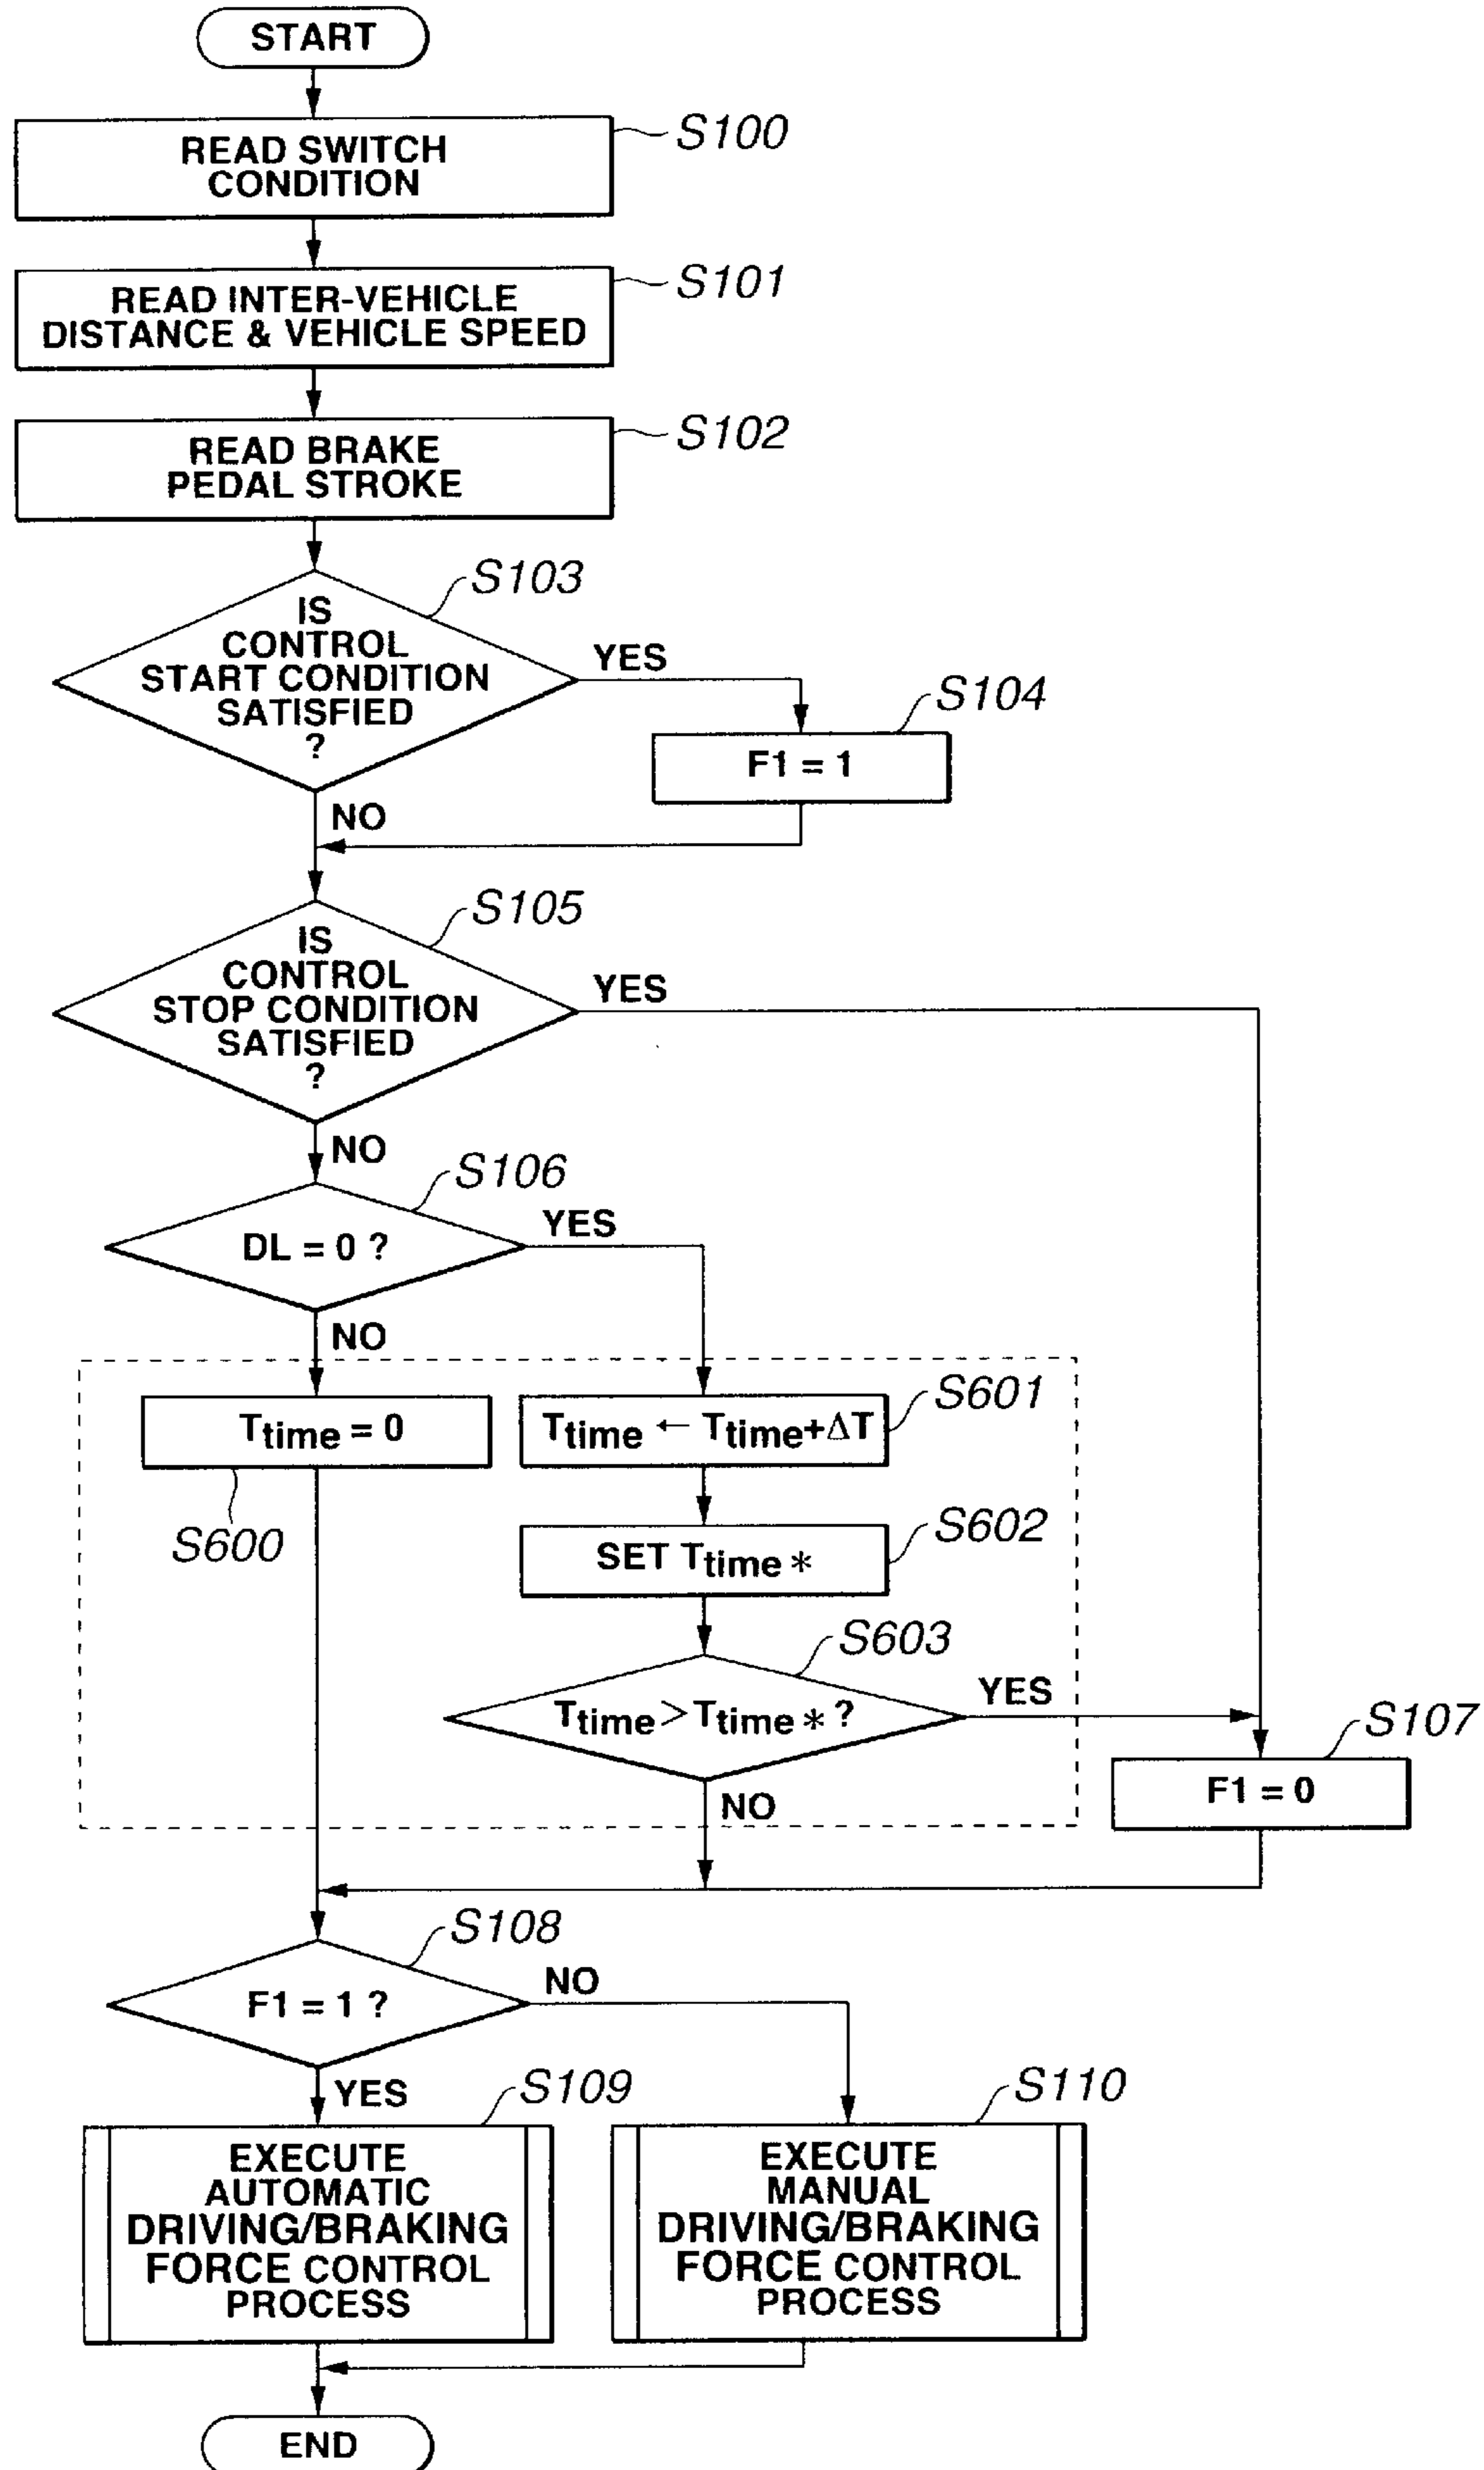 START
READ SWITCH
CONDITION
S100
READ INTER-VEHICLE
DISTANCE & VEHICLE SPEED
S101
READ BRAKE
PEDAL STROKE
S102
IS
CONTROL
START CONDITION
SATISFIED
?
S103
YES
S104
F1 = 1
NO
IS
CONTROL
STOP CONDITION
SATISFIED
?
S105
YES
NO
S106
DL = 0 ?
YES
NO
Ttime = 0
S600
Ttime ← Ttime+ΔT
S601
SET Ttime *
S602
S603
Ttime > Ttime * ?
YES
NO
S107
F1 = 0
S108
F1 = 1 ?
NO
YES
S109
EXECUTE
AUTOMATIC
DRIVING/BRAKING
FORCE CONTROL
PROCESS
S110
EXECUTE
MANUAL
DRIVING/BRAKING
FORCE CONTROL
PROCESS
END